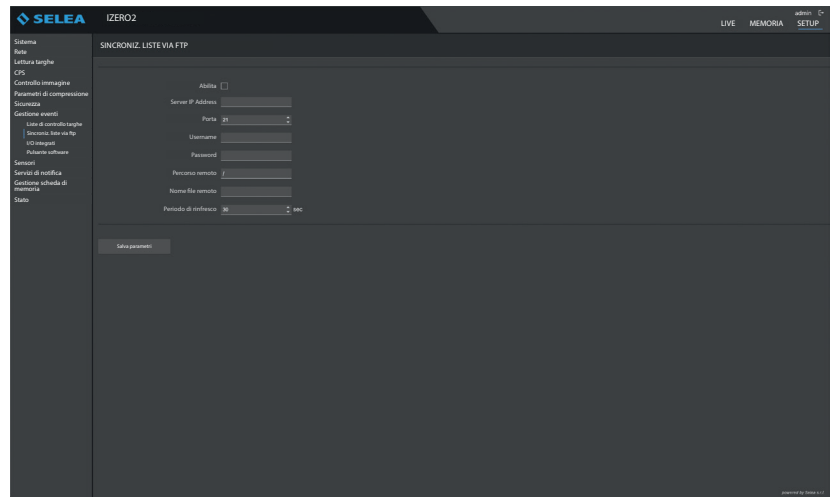 SELEA
IZERO2
admin
LIVE MEMORIA SETUP
Sistema
Rete
Lettura targhe
CPS
Controllo immagine
Parametri di compressione
Sicurezza
Gestione eventi
Liste di controllo targhe
Sincroniz. liste via ftp
I/O integrati
Pulsante software
Sensori
Servizi di notifica
Gestione scheda di
memoria
Stato
SINCRONIZ. LISTE VIA FTP
Abilita
Server IP Address
Porta 21
Username
Password
Percorso remoto /
Nome file remoto
Periodo di rinfresco 30 sec
Salva parametri
powered by Selea s.r.l